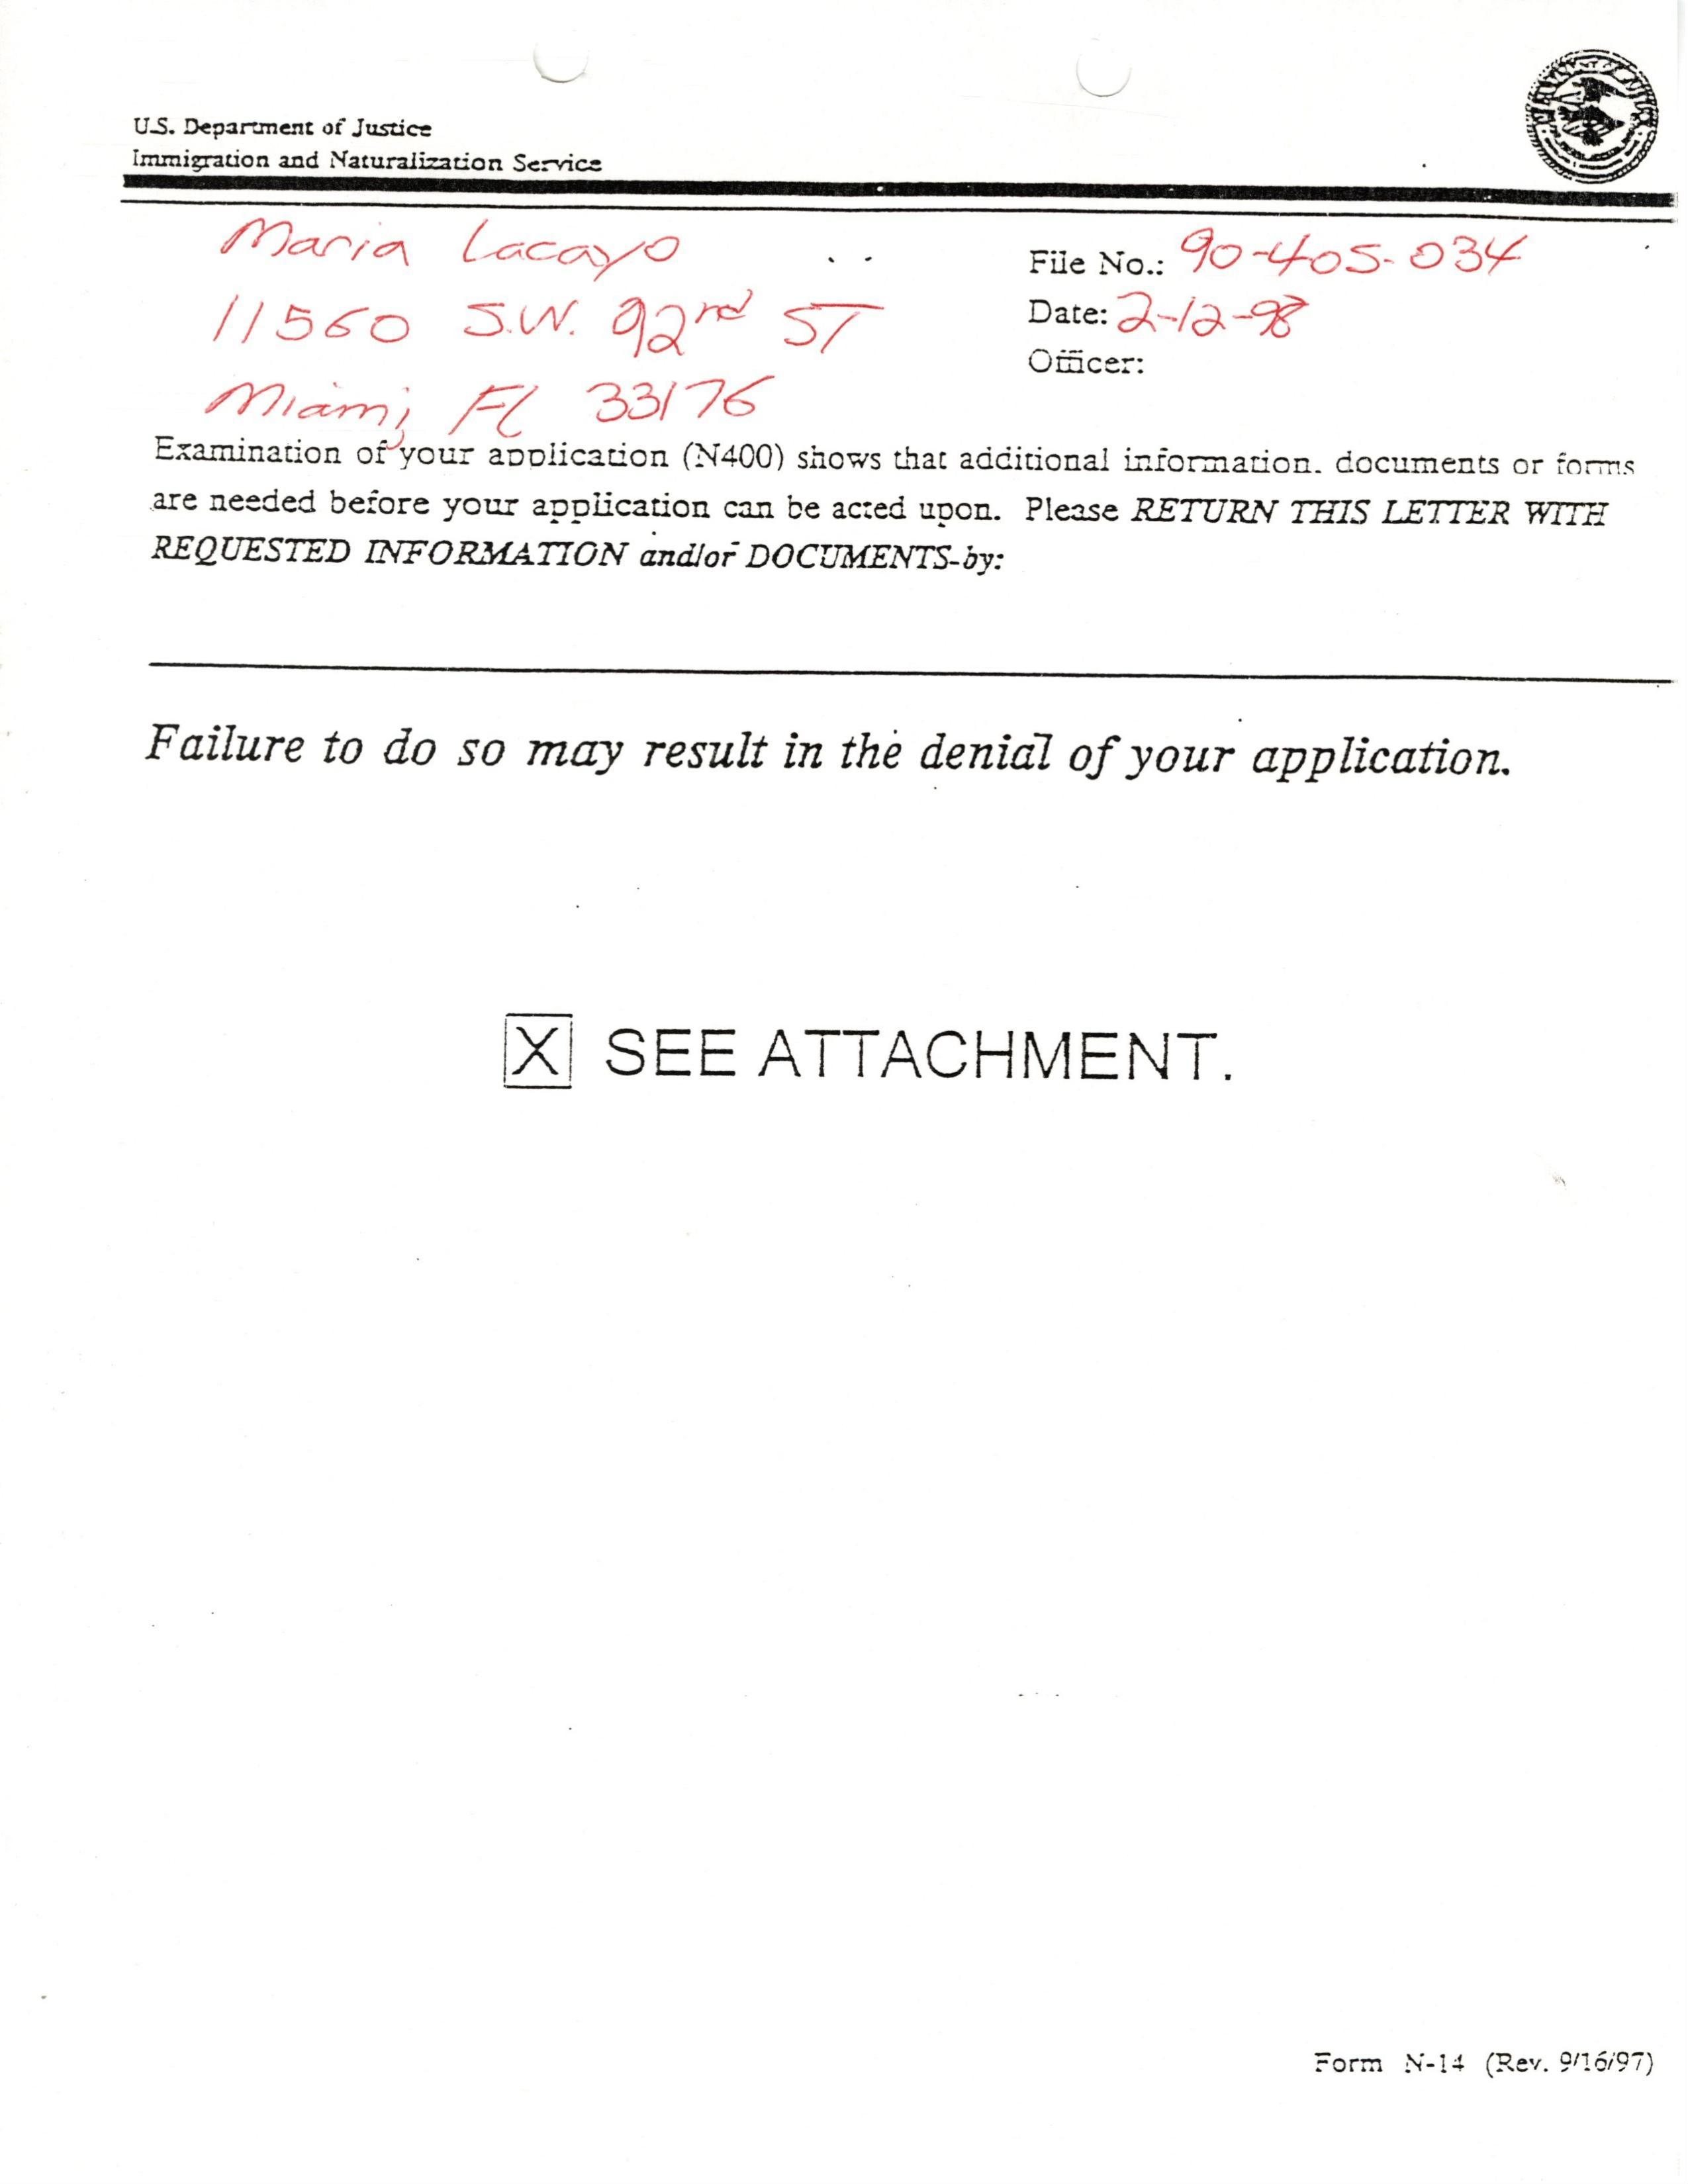 U.S. Department of Justice
Immigration and Naturalization Service
Maria Lacayo
11560 S.W. 92nd ST
Miami, FL 33176
File No.: 90-405-034
Date: 2-12-98
Officer:
Examination of your application (N400) shows that additional information, documents or forms
are needed before your application can be acted upon. Please RETURN THIS LETTER WITH
REQUESTED INFORMATION and/or DOCUMENTS by:
Failure to do so may result in the denial of your application.
X SEE ATTACHMENT.
Form N-14 (Rev. 9/16/97)